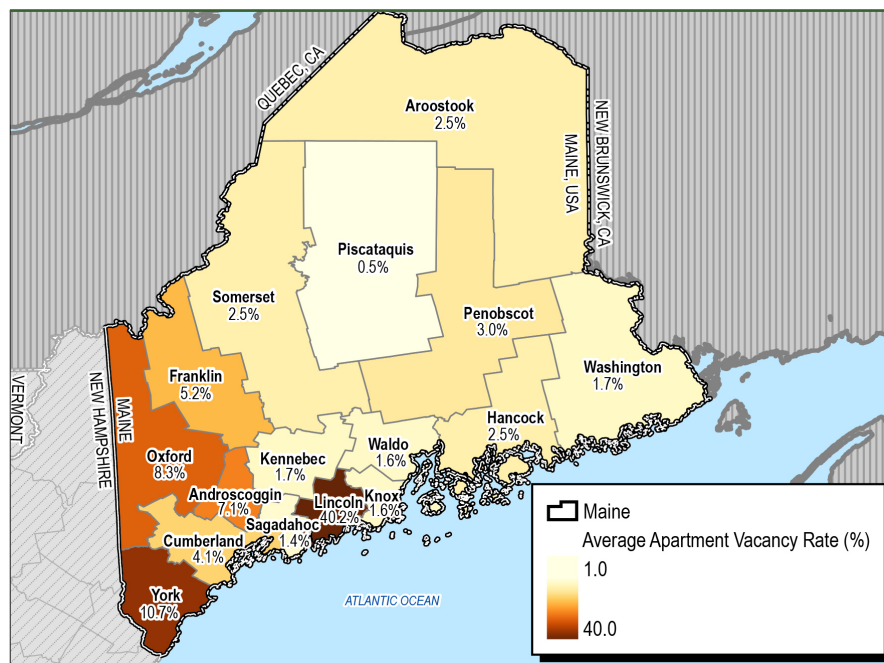 QUEBEC, CA
Aroostook
2.5%
NEW BRUNSWICK, CA
MAINE, USA
Piscataquis
0.5%
Somerset
2.5%
Penobscot
3.0%
Washington
1.7%
Franklin
5.2%
VERMONT
NEW HAMPSHIRE
MAINE
Hancock
2.5%
Oxford
8.3%
Kennebec
1.7%
Waldo
1.6%
Androscoggin
7.1%
Lincoln
40.2%
Knox
1.6%
Sagadahoc
1.4%
Cumberland
4.1%
York
10.7%
ATLANTIC OCEAN
Maine
Average Apartment Vacancy Rate (%)
1.0
40.0